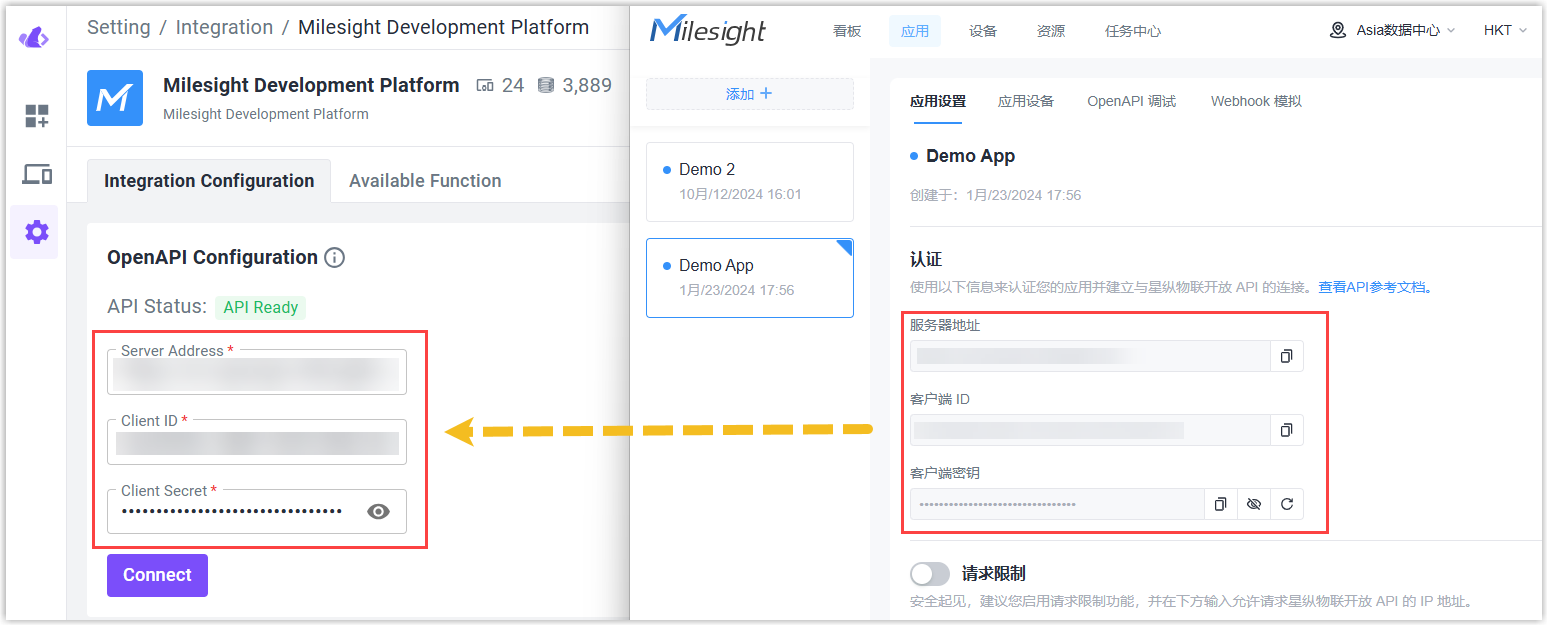 Setting / Integration / Milesight Development Platform
Milesight Development Platform 24 3,889
Milesight Development Platform
Integration Configuration Available Function
OpenAPI Configuration
API Status: API Ready
Server Address *
Client ID *
Client Secret *
Connect
Milesight 看板 应用 设备 资源 任务中心 Asia数据中心 HKT
添加 +
Demo 2
10月/12/2024 16:01
Demo App
1月/23/2024 17:56
应用设置 应用设备 OpenAPI 调试 Webhook 模拟
Demo App
创建于：1月/23/2024 17:56
认证
使用以下信息来认证您的应用并建立与星纵物联开放 API 的连接。查看API参考文档。
服务器地址
客户端 ID
客户端密钥
请求限制
安全起见，建议您启用请求限制功能，并在下方输入允许请求星纵物联开放 API 的 IP 地址。